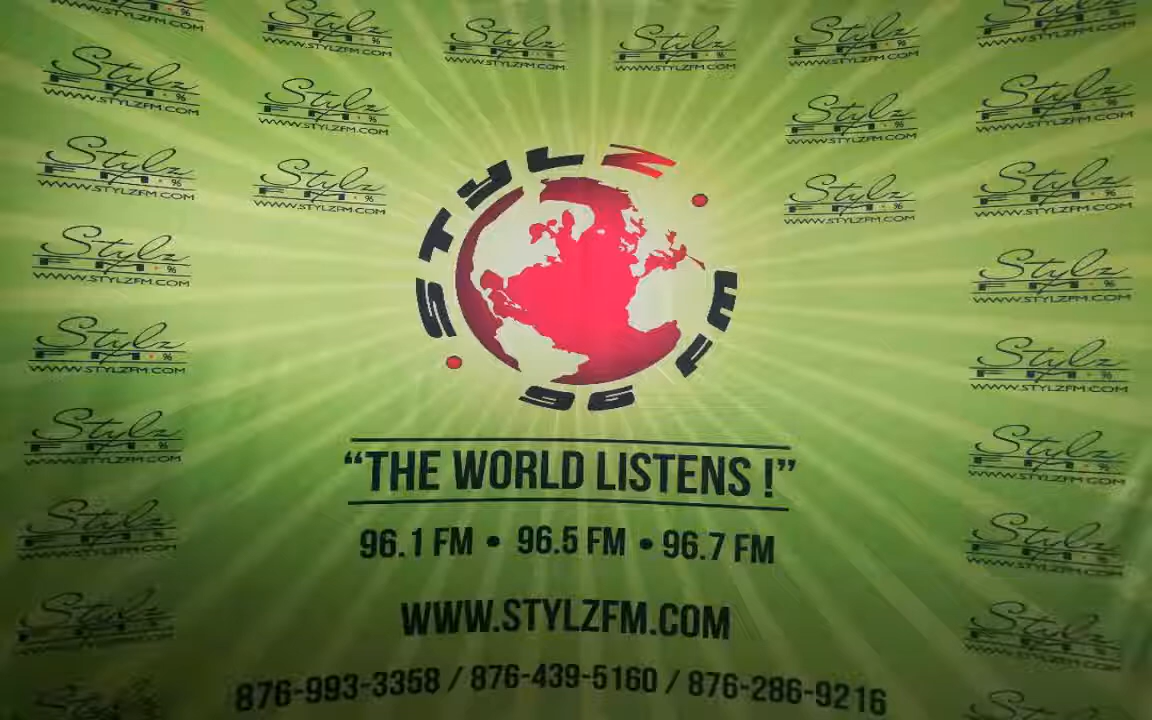 Stylz
WWW.STYLZFM.COM
STYLZ
FM
96
"THE WORLD LISTENS !"
96.1 FM • 96.5 FM • 96.7 FM
WWW.STYLZFM.COM
876-993-3358 / 876-439-5160 / 876-286-9216